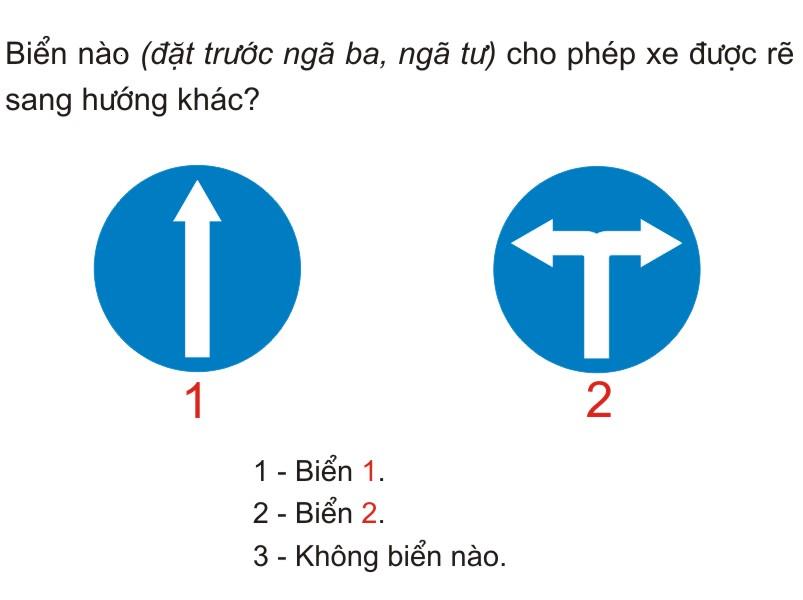 Biển nào (đặt trước ngã ba, ngã tư) cho phép xe được rẽ
sang hướng khác?
1
2
1 - Biển 1.
2 - Biển 2.
3 - Không biển nào.